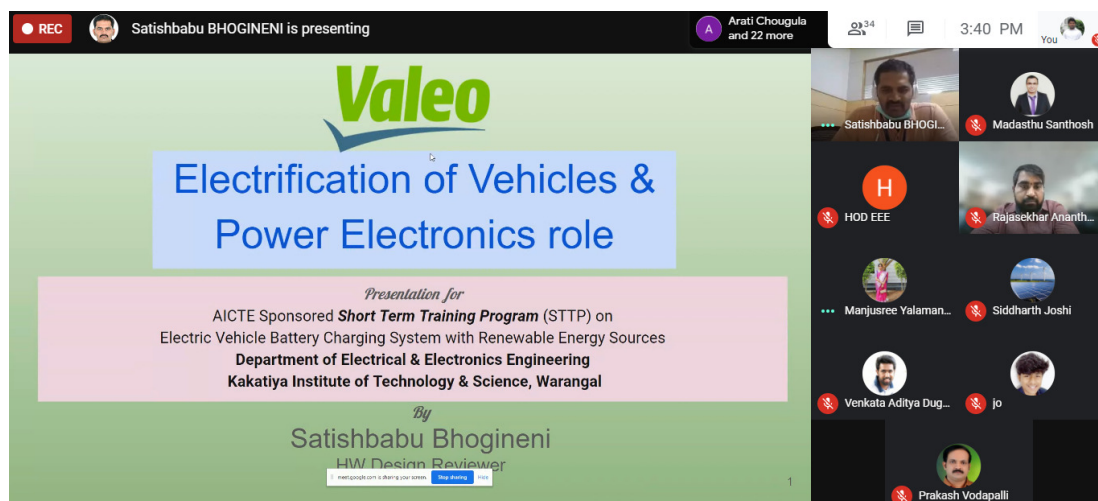 REC
Satishbabu BHOGINENI is presenting
A
Arati Chougula
and 22 more
34
3:40 PM
You
Valeo
Electrification of Vehicles &
Power Electronics role
Presentation for
AICTE Sponsored Short Term Training Program (STTP) on
Electric Vehicle Battery Charging System with Renewable Energy Sources
Department of Electrical & Electronics Engineering
Kakatiya Institute of Technology & Science, Warangal
By
Satishbabu Bhogineni
HW Design Reviewer
meet.google.com is sharing your screen.
Stop sharing
Hide
1
Satishbabu BHOGI...
Madasthu Santhosh
H
HOD EEE
Rajasekhar Ananth...
Manjusree Yalaman...
Siddharth Joshi
Venkata Aditya Dug...
jo
Prakash Vodapalli